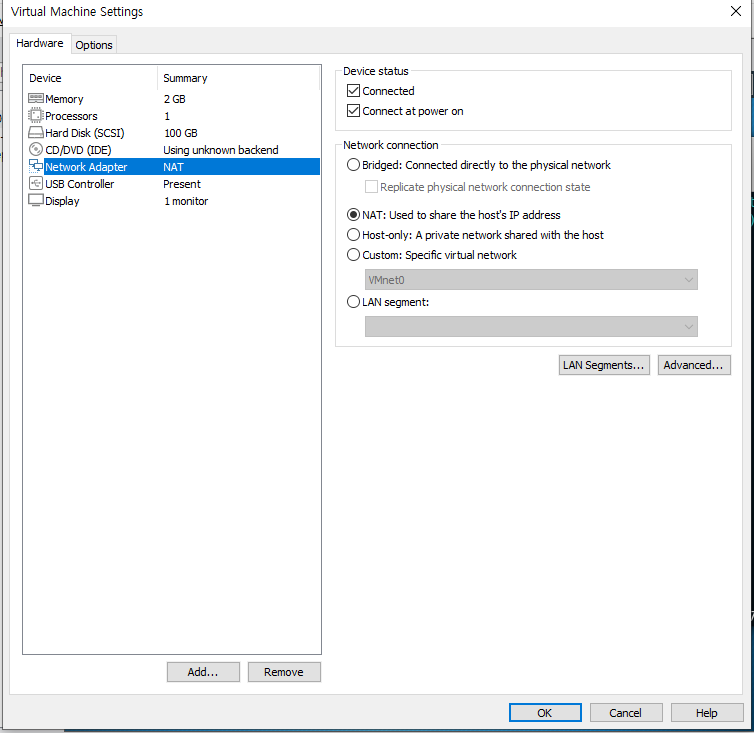 Virtual Machine Settings
Hardware Options
Device Summary
Memory 2 GB
Processors 1
Hard Disk (SCSI) 100 GB
CD/DVD (IDE) Using unknown backend
Network Adapter NAT
USB Controller Present
Display 1 monitor
Add... Remove
Device status
Connected
Connect at power on
Network connection
Bridged: Connected directly to the physical network
Replicate physical network connection state
NAT: Used to share the host's IP address
Host-only: A private network shared with the host
Custom: Specific virtual network
VMnet0
LAN segment:
LAN Segments... Advanced...
OK Cancel Help